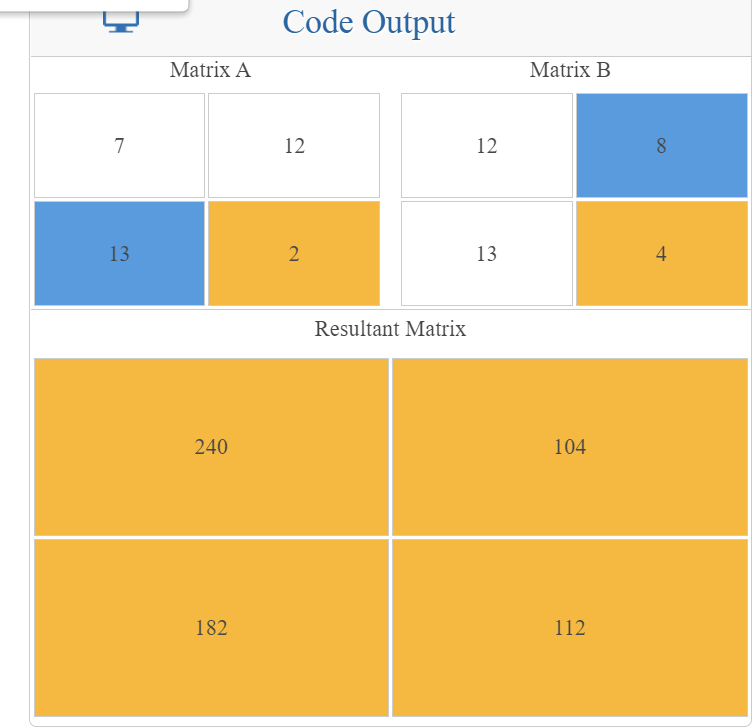 Code Output
Matrix A Matrix B
7 12 12 8
13 2 13 4
Resultant Matrix
240 104
182 112